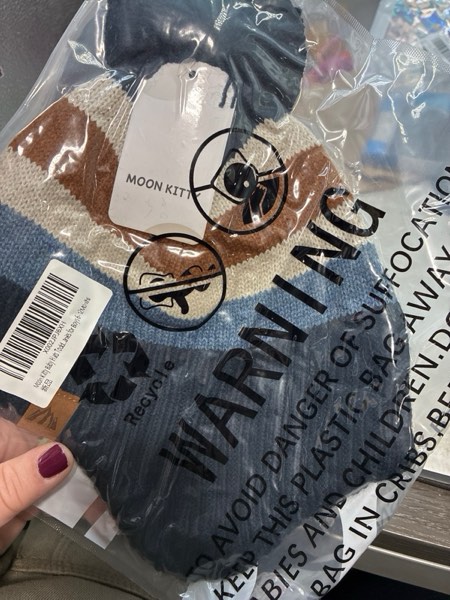 MOON KITT
Recycle
WARNING
TO AVOID DANGER OF SUFFOCATION
KEEP THIS PLASTIC BAG AWAY
BIES AND CHILDREN.DO
BAG IN CRIBS,BE